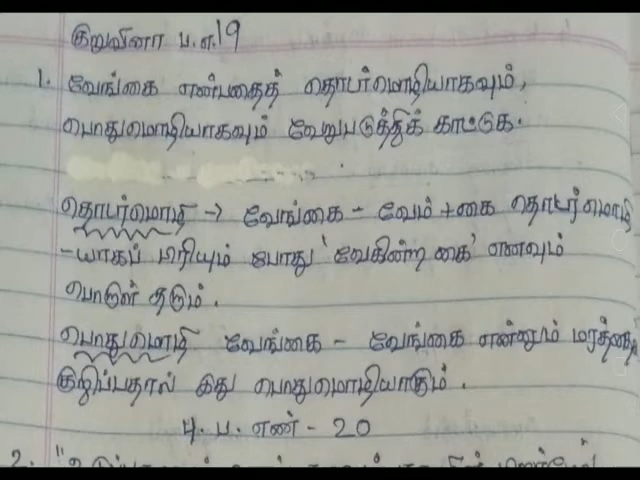 குறுவினா ப.எ.19
1. வேங்கை என்பதைத் தொடர்மொழியாகவும்,
பொதுமொழியாகவும் வேறுபடுத்திக் காட்டுக.
தொடர்மொழி → வேங்கை - வேம் +கை தொடர்மொழி
-யாகப் பிரியும் போது 'வேகின்ற கை' எனவும்
பொருள் தரும்.
பொதுமொழி வேங்கை - வேங்கை என்னும் மரத்தை
குறிப்பதால் இது பொதுமொழியாகும்.
பு. ப. எண் - 20
2.